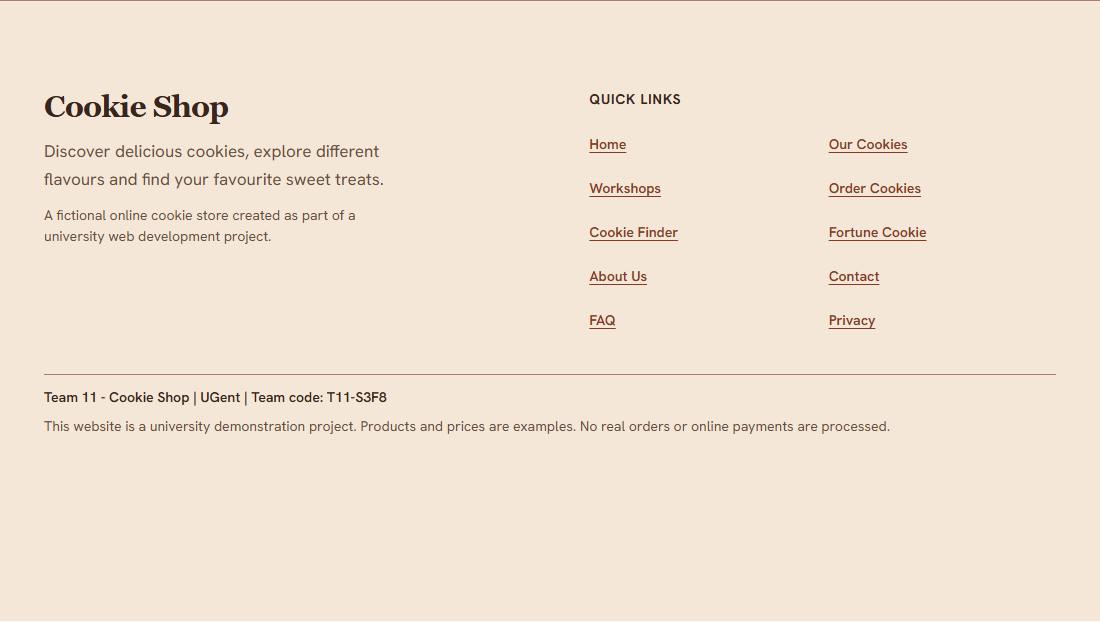 Cookie Shop
Discover delicious cookies, explore different
flavours and find your favourite sweet treats.
A fictional online cookie store created as part of a
university web development project.
QUICK LINKS
Home
Our Cookies
Workshops
Order Cookies
Cookie Finder
Fortune Cookie
About Us
Contact
FAQ
Privacy
Team 11 - Cookie Shop | UGent | Team code: T11-S3F8
This website is a university demonstration project. Products and prices are examples. No real orders or online payments are processed.